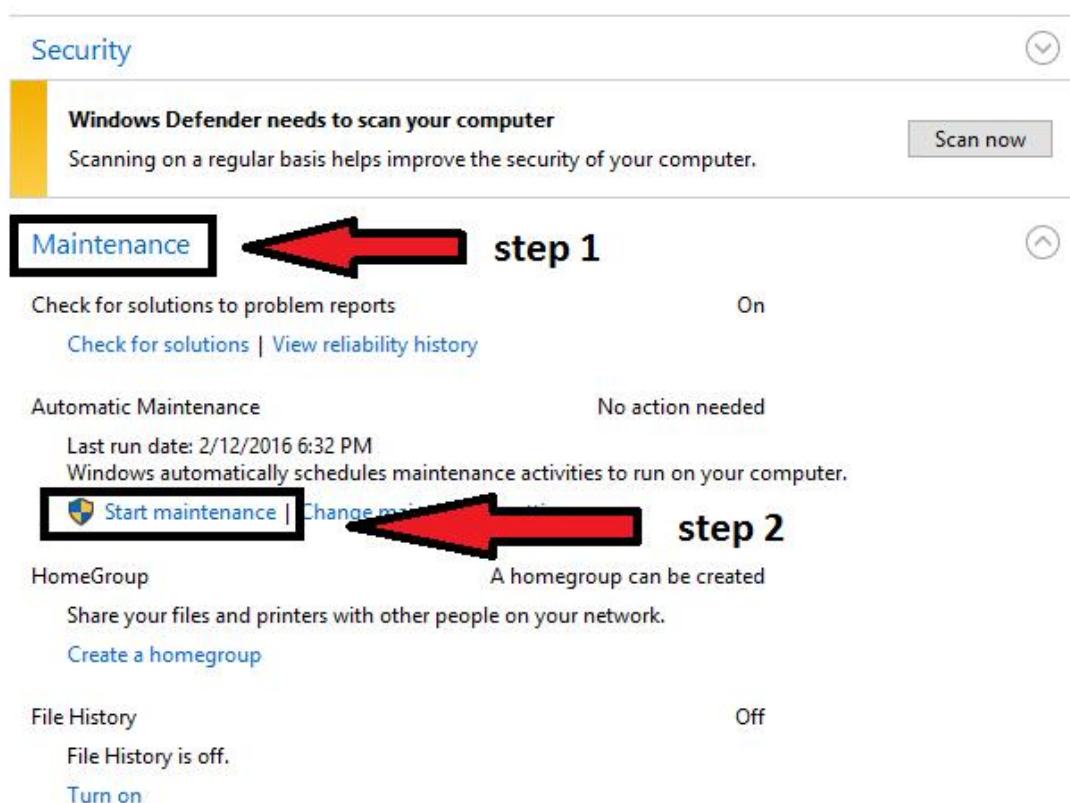 Security
Windows Defender needs to scan your computer
Scanning on a regular basis helps improve the security of your computer.
Scan now
Maintenance
step 1
Check for solutions to problem reports On
Check for solutions | View reliability history
Automatic Maintenance No action needed
Last run date: 2/12/2016 6:32 PM
Windows automatically schedules maintenance activities to run on your computer.
Start maintenance | Change
step 2
HomeGroup A homegroup can be created
Share your files and printers with other people on your network.
Create a homegroup
File History Off
File History is off.
Turn on